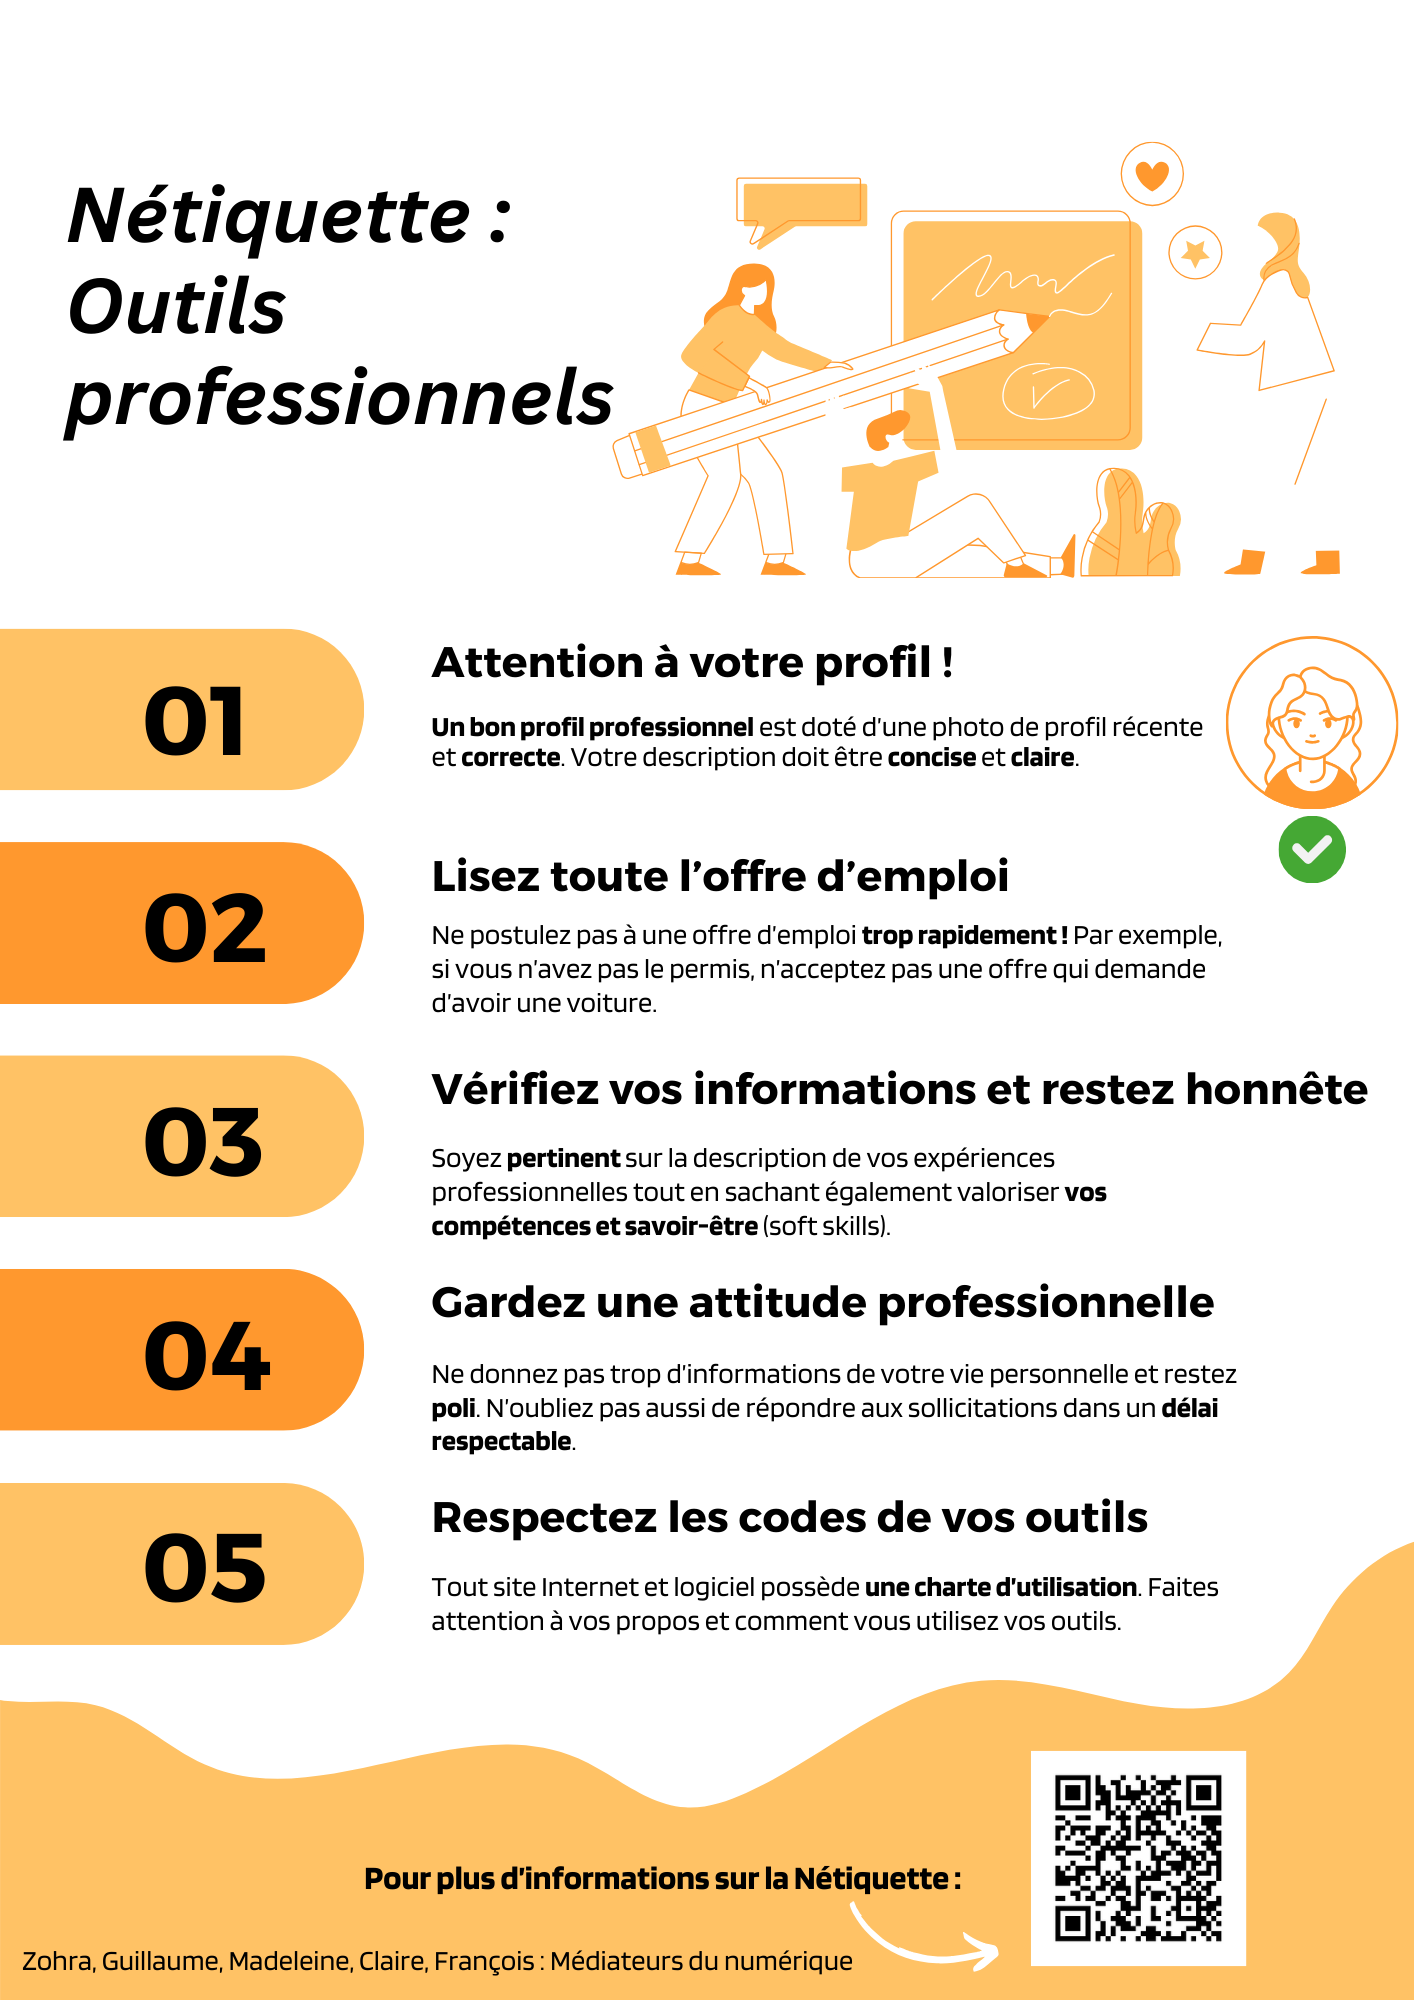 Nétiquette :
Outils
professionnels
01
Attention à votre profil !
Un bon profil professionnel est doté d'une photo de profil récente
et correcte. Votre description doit être concise et claire.
02
Lisez toute l'offre d'emploi
Ne postulez pas à une offre d'emploi trop rapidement ! Par exemple,
si vous n'avez pas le permis, n'acceptez pas une offre qui demande
d'avoir une voiture.
03
Vérifiez vos informations et restez honnête
Soyez pertinent sur la description de vos expériences
professionnelles tout en sachant également valoriser vos
compétences et savoir-être (soft skills).
04
Gardez une attitude professionnelle
Ne donnez pas trop d'informations de votre vie personnelle et restez
poli. N'oubliez pas aussi de répondre aux sollicitations dans un délai
respectable.
05
Respectez les codes de vos outils
Tout site Internet et logiciel possède une charte d'utilisation. Faites
attention à vos propos et comment vous utilisez vos outils.
Pour plus d'informations sur la Nétiquette :
Zohra, Guillaume, Madeleine, Claire, François : Médiateurs du numérique